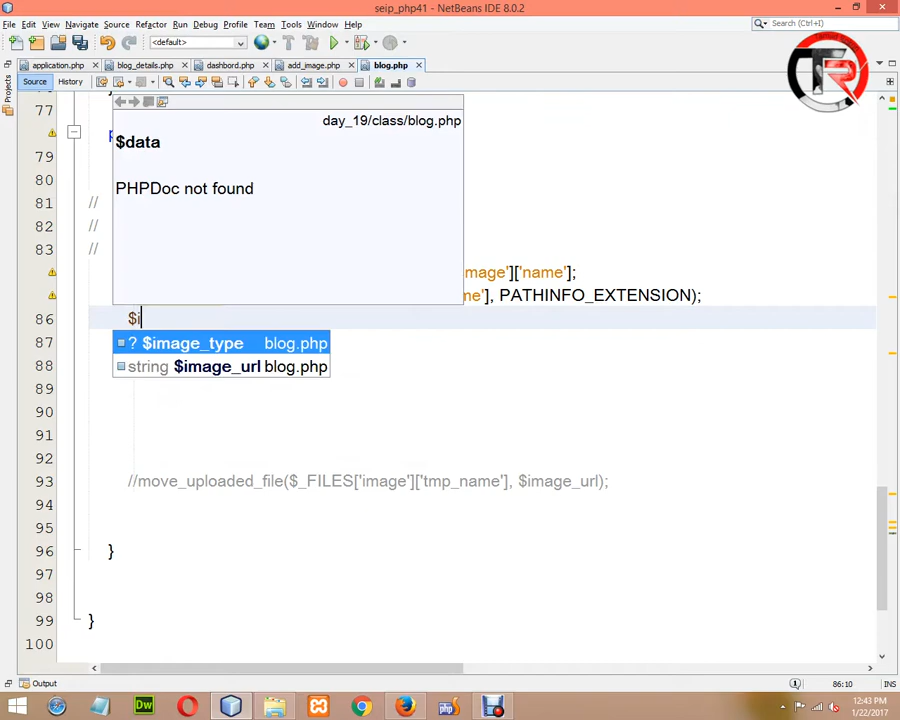 seip_php41 - NetBeans IDE 8.0.2
File Edit View Navigate Source Refactor Run Debug Profile Team Tools Window Help
Search (Ctrl+I)
<default>
application.php blog_details.php dashbord.php add_image.php blog.php
Source History
Projects
TR
77 }
day_19/class/blog.php
$data
79
PHPDoc not found
80
81 //
82 //
83 //
mage']['name'];
ne'], PATHINFO_EXTENSION);
86 $i
87 ? $image_type blog.php
88 string $image_url blog.php
89
90
91
93 //move_uploaded_file($_FILES['image']['tmp_name'], $image_url);
94
95
96 }
97
98
99 }
100
Output
86:10 INS
12:43 PM
1/22/2017